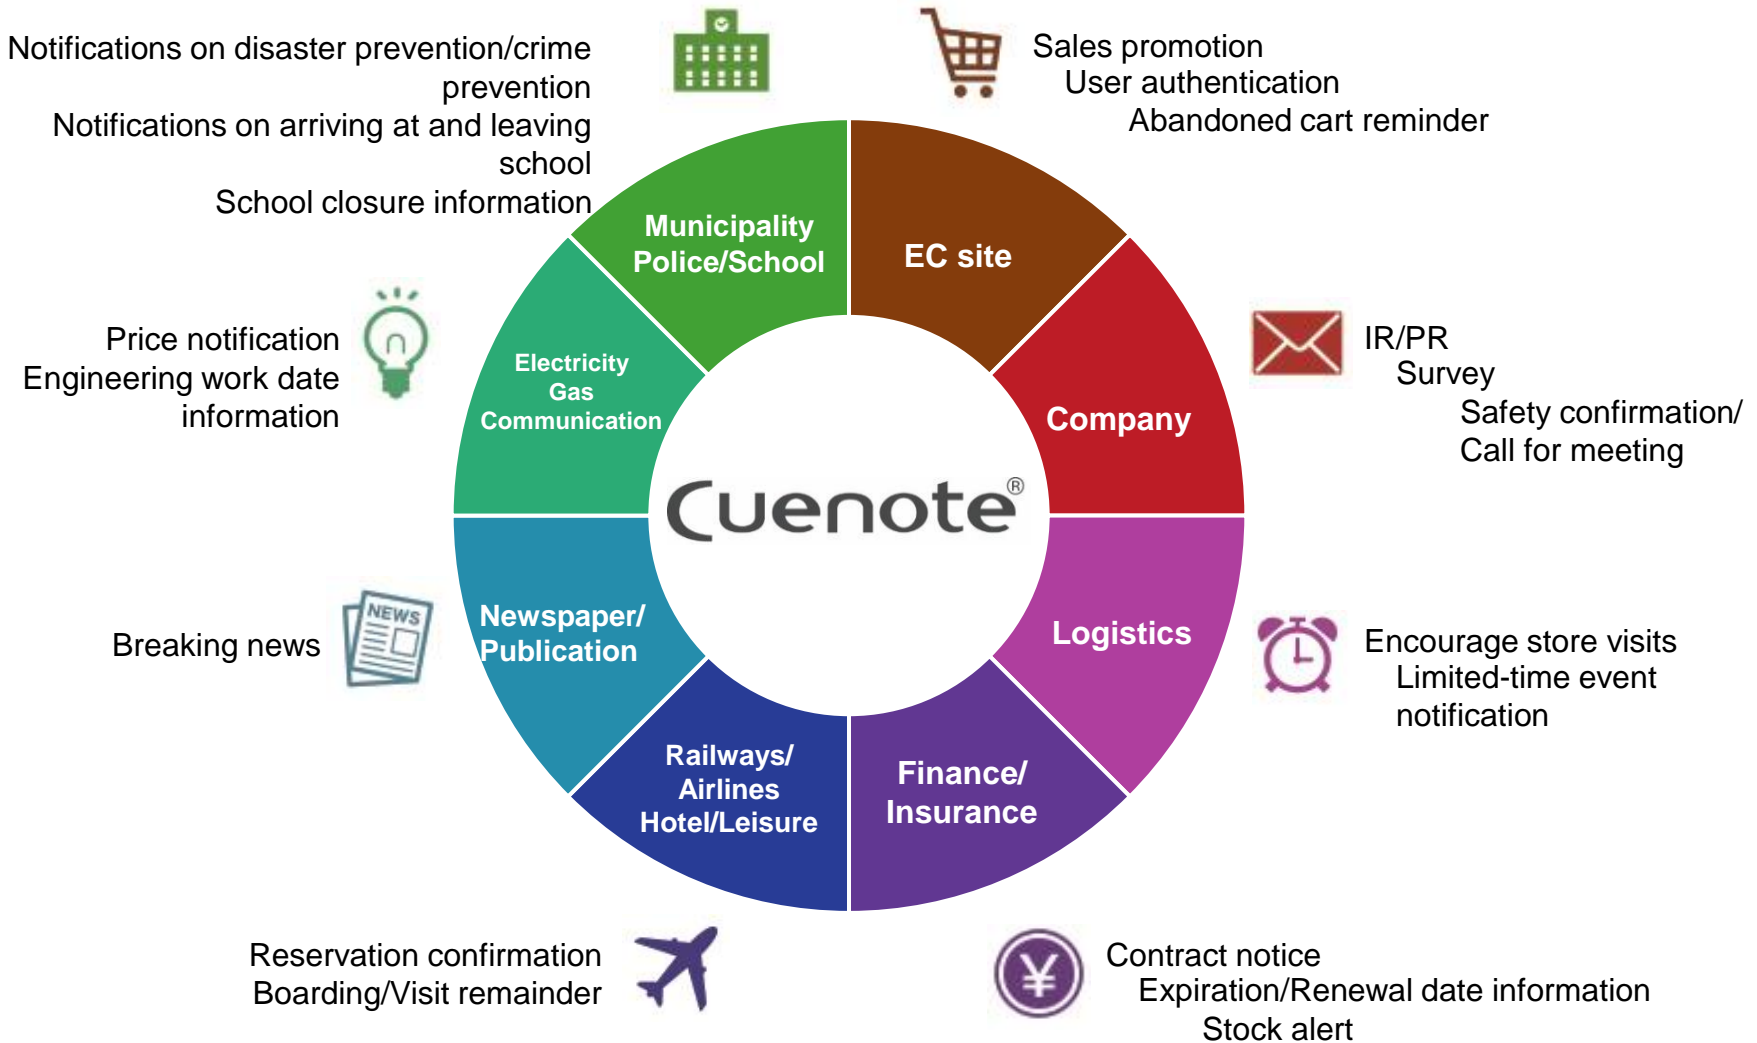 Notifications on disaster prevention/crime
prevention
Notifications on arriving at and leaving
school
School closure information
Sales promotion
User authentication
Abandoned cart reminder
Municipality
Police/School
EC site
Price notification
Engineering work date
information
Electricity
Gas
Communication
Company
IR/PR
Survey
Safety confirmation/
Call for meeting
Cuenote®
Breaking news
NEWS
Newspaper/
Publication
Logistics
Encourage store visits
Limited-time event
notification
Railways/
Airlines
Hotel/Leisure
Finance/
Insurance
Reservation confirmation
Boarding/Visit remainder
¥
Contract notice
Expiration/Renewal date information
Stock alert